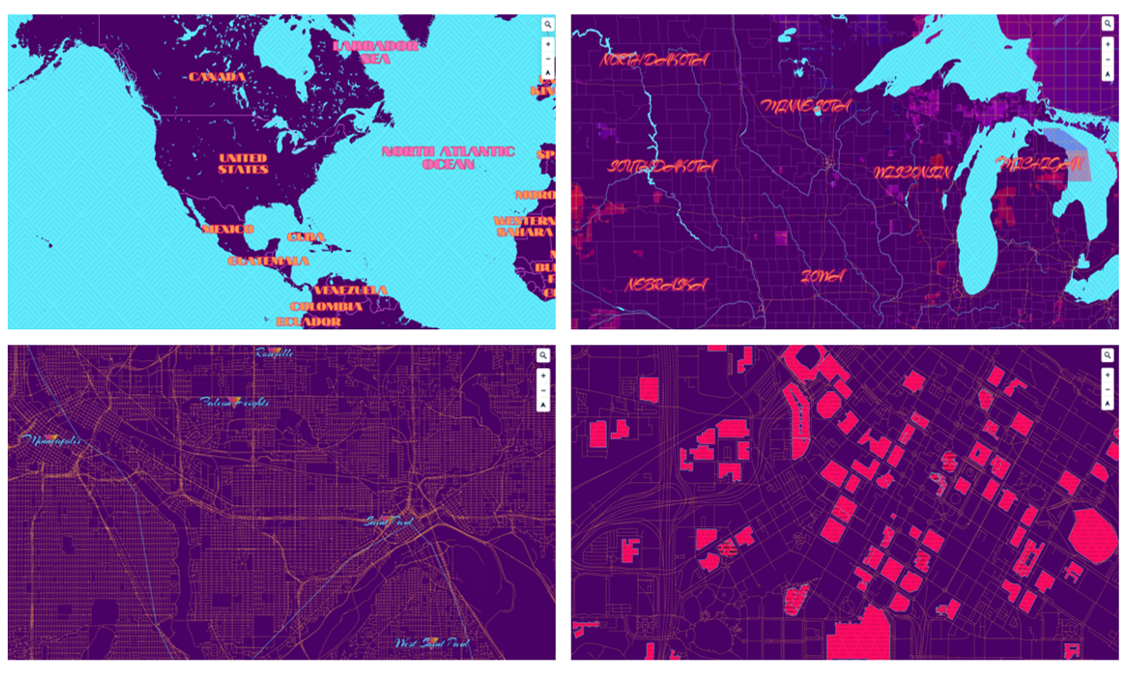 LABRADOR
SEA
CANADA
UNITED
STATES
NORTH ATLANTIC
OCEAN
MEXICO
CUBA
GUATEMALA
WESTERN
SAHARA
VENEZUELA
COLOMBIA
ECUADOR
NORTH DAKOTA
MINNESOTA
SOUTH DAKOTA
WISCONSIN
MICHIGAN
NEBRASKA
IOWA
Roseville
Falcon Heights
Minneapolis
Saint Paul
West Saint Paul